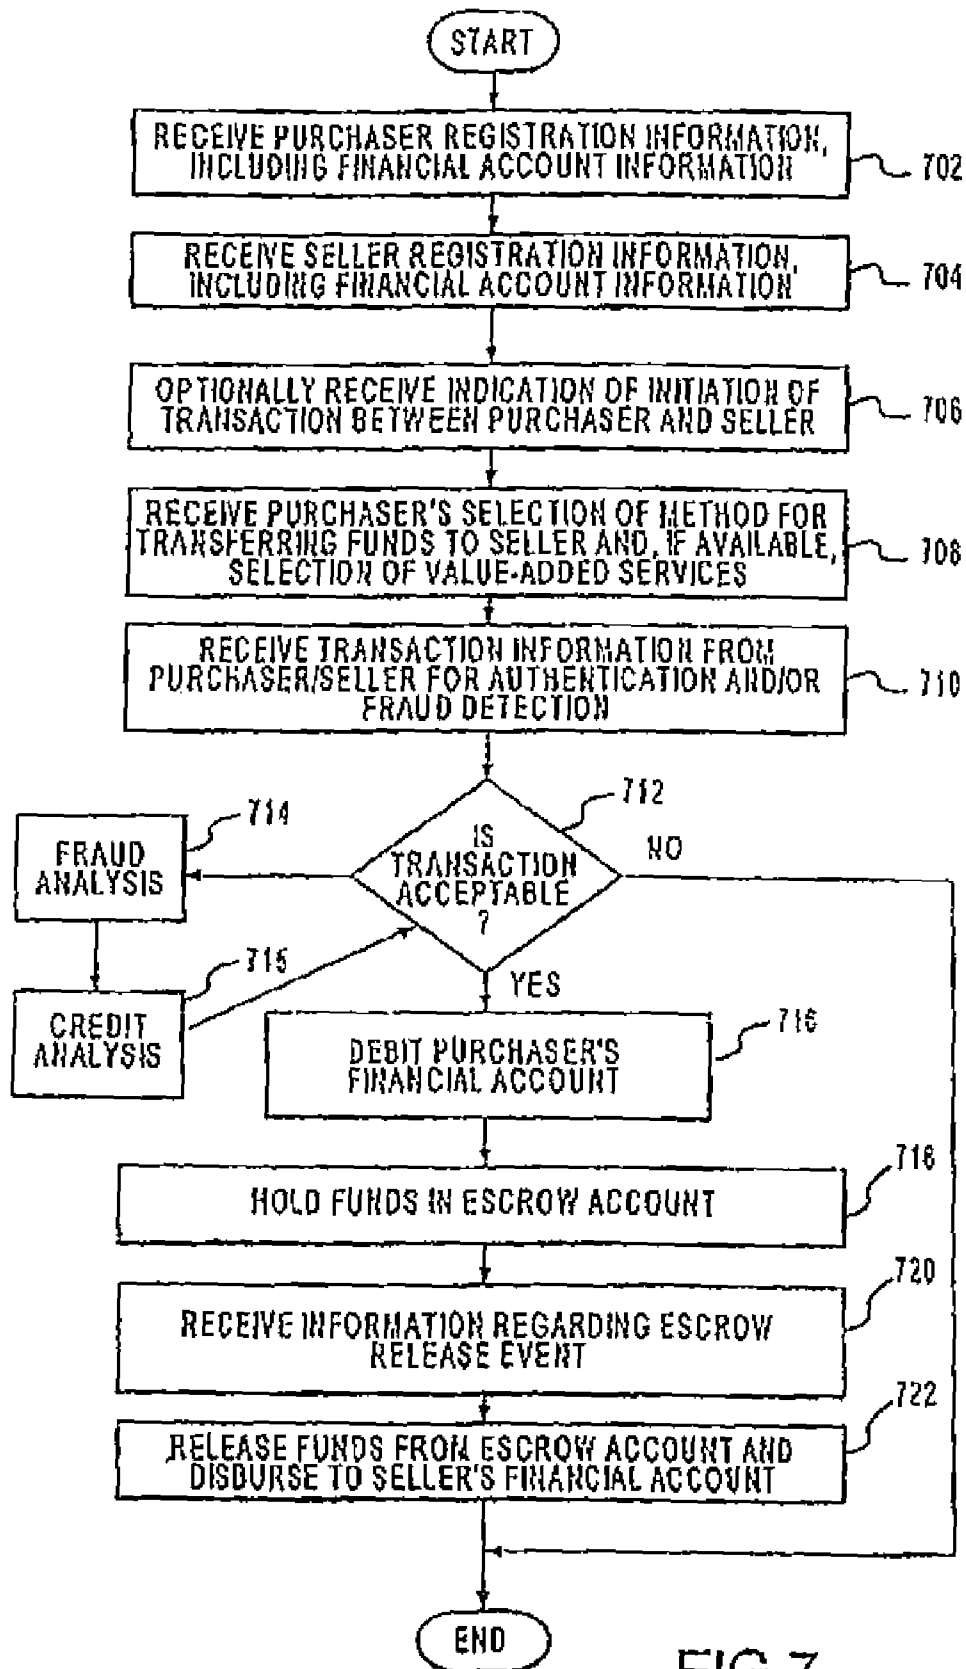 START
RECEIVE PURCHASER REGISTRATION INFORMATION,
INCLUDING FINANCIAL ACCOUNT INFORMATION
702
RECEIVE SELLER REGISTRATION INFORMATION,
INCLUDING FINANCIAL ACCOUNT INFORMATION
704
OPTIONALLY RECEIVE INDICATION OF INITIATION OF
TRANSACTION BETWEEN PURCHASER AND SELLER
706
RECEIVE PURCHASER'S SELECTION OF METHOD FOR
TRANSFERRING FUNDS TO SELLER AND, IF AVAILABLE,
SELECTION OF VALUE-ADDED SERVICES
708
RECEIVE TRANSACTION INFORMATION FROM
PURCHASER/SELLER FOR AUTHENTICATION AND/OR
FRAUD DETECTION
710
712
IS
TRANSACTION
ACCEPTABLE
?
NO
714
FRAUD
ANALYSIS
715
CREDIT
ANALYSIS
YES
716
DEBIT PURCHASER'S
FINANCIAL ACCOUNT
718
HOLD FUNDS IN ESCROW ACCOUNT
720
RECEIVE INFORMATION REGARDING ESCROW
RELEASE EVENT
722
RELEASE FUNDS FROM ESCROW ACCOUNT AND
DISBURSE TO SELLER'S FINANCIAL ACCOUNT
END
FIG.7